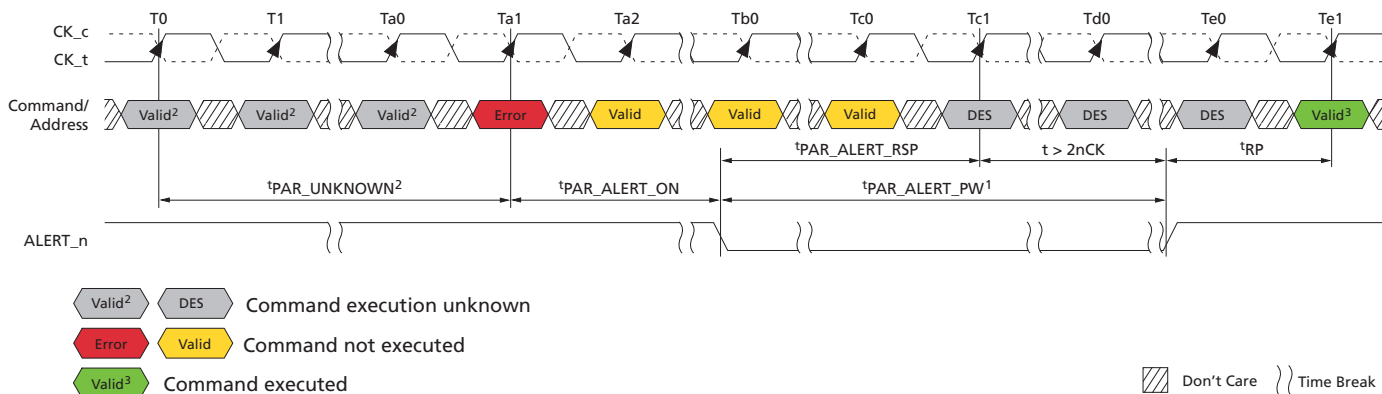 T0 T1 Ta0 Ta1 Ta2 Tb0 Tc0 Tc1 Td0 Te0 Te1
CK_c
CK_t
Command/
Address
Valid² Valid² Valid² Error Valid Valid Valid DES DES DES Valid³
tPAR_ALERT_RSP t > 2nCK tRP
tPAR_UNKNOWN² tPAR_ALERT_ON tPAR_ALERT_PW¹
ALERT_n
Valid² DES Command execution unknown
Error Valid Command not executed
Valid³ Command executed
Don't Care Time Break